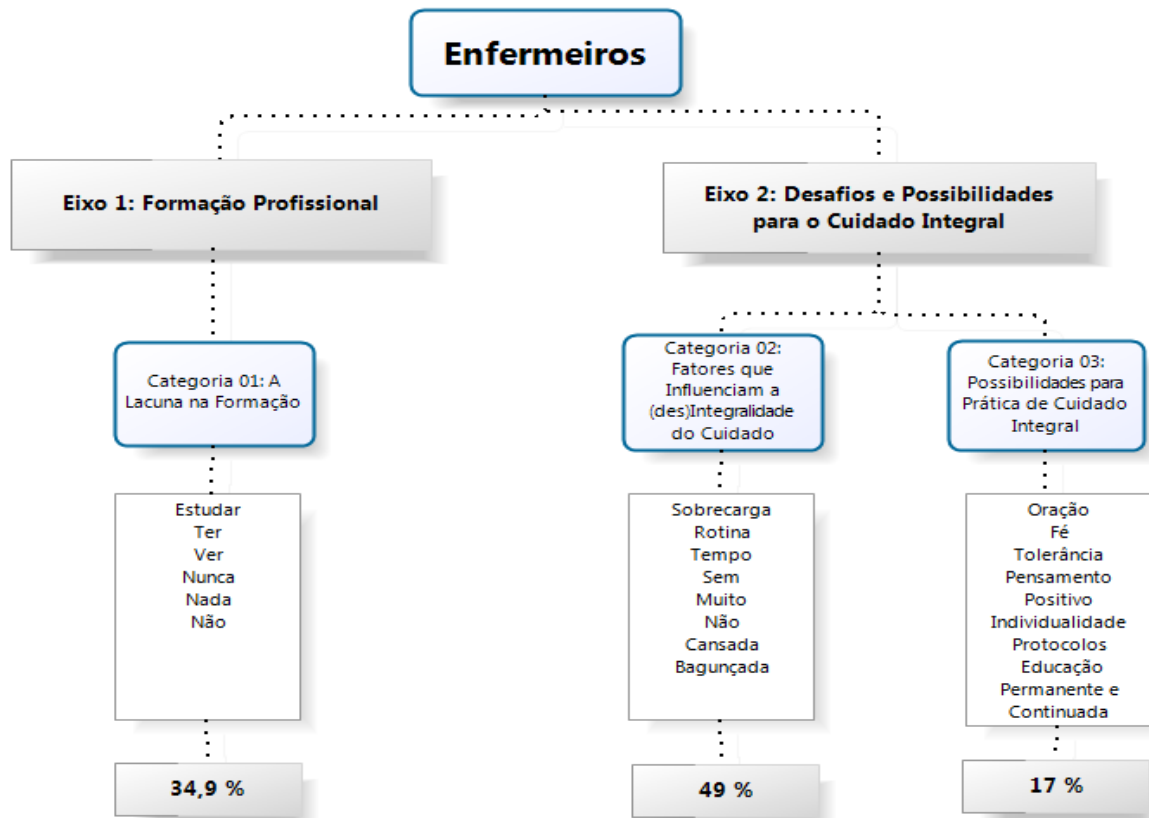 Enfermeiros
Eixo 1: Formação Profissional
Eixo 2: Desafios e Possibilidades
para o Cuidado Integral
Categoria 01: A
Lacuna na Formação
Categoria 02:
Fatores que
Influenciam a
(des)Integralidade
do Cuidado
Categoria 03:
Possibilidades para
Prática de Cuidado
Integral
Estudar
Ter
Ver
Nunca
Nada
Não
Sobrecarga
Rotina
Tempo
Sem
Muito
Não
Cansada
Bagunçada
Oração
Fé
Tolerância
Pensamento
Positivo
Individualidade
Protocolos
Educação
Permanente e
Continuada
34,9 %
49 %
17 %